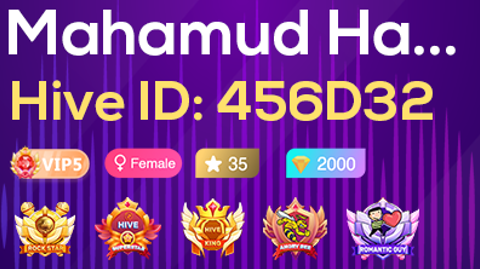 Mahamud Ha...
Hive ID: 456D32
VIP5 Female 35 2000
ROCK STAR HIVE SUPERSTAR HIVE KING ANGRY BEE ROMANTIC GUY